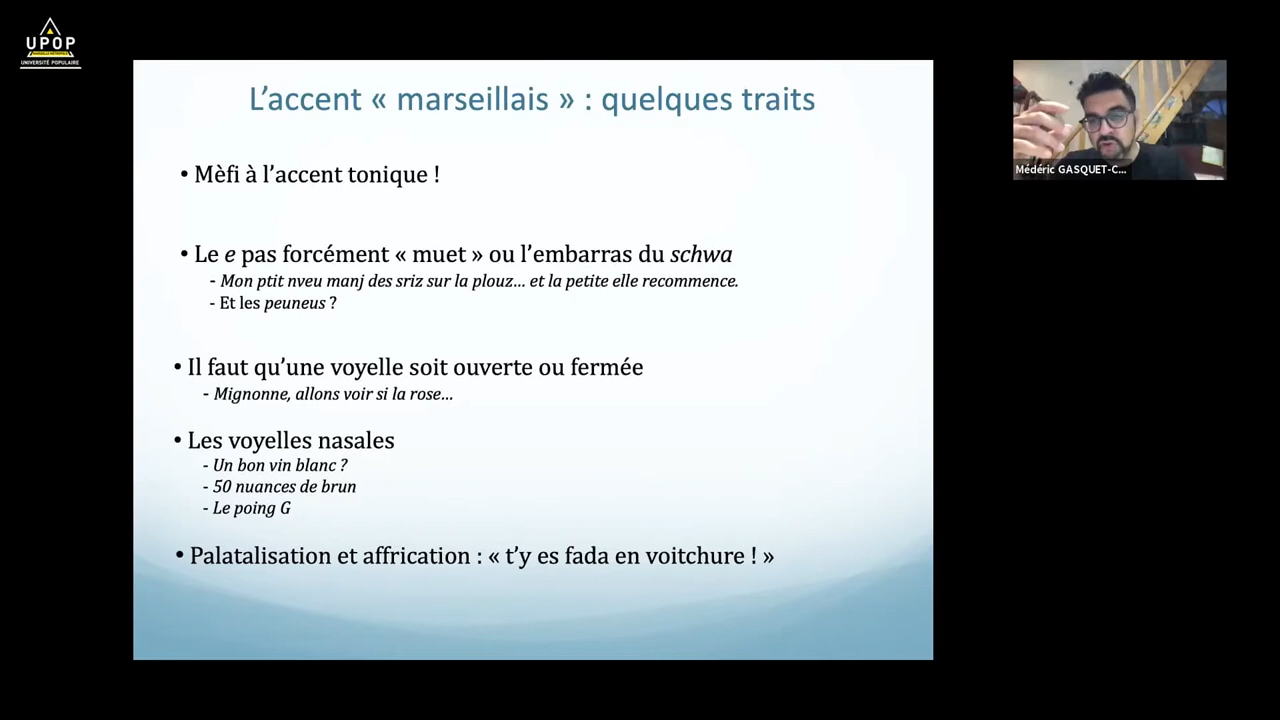 UPOP
UNIVERSITÉ POPULAIRE
L'accent « marseillais » : quelques traits
Médéric GASQUET-C...
• Mèfi à l'accent tonique !
• Le e pas forcément « muet » ou l'embarras du schwa
- Mon ptit nveu manj des sriz sur la plouz... et la petite elle recommence.
- Et les peuneus ?
• Il faut qu'une voyelle soit ouverte ou fermée
- Mignonne, allons voir si la rose...
• Les voyelles nasales
- Un bon vin blanc ?
- 50 nuances de brun
- Le poing G
• Palatalisation et affrication : « t'y es fada en voitchure ! »